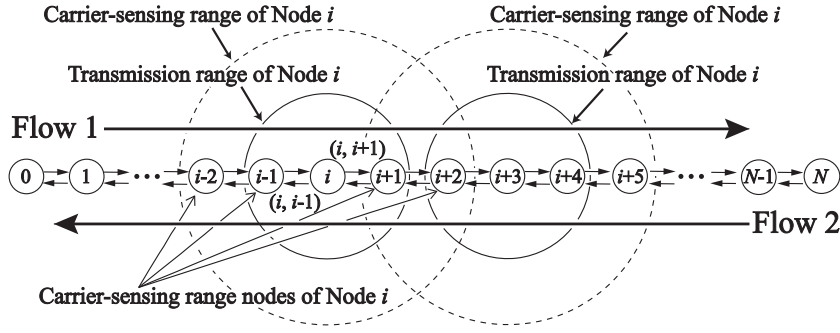 Carrier-sensing range of Node i
Carrier-sensing range of Node i
Transmission range of Node i
Transmission range of Node i
Flow 1
(i, i+1)
0 1 ••• i-2 i-1 i i+1 i+2 i+3 i+4 i+5 ••• N-1 N
(i, i-1)
Flow 2
Carrier-sensing range nodes of Node i